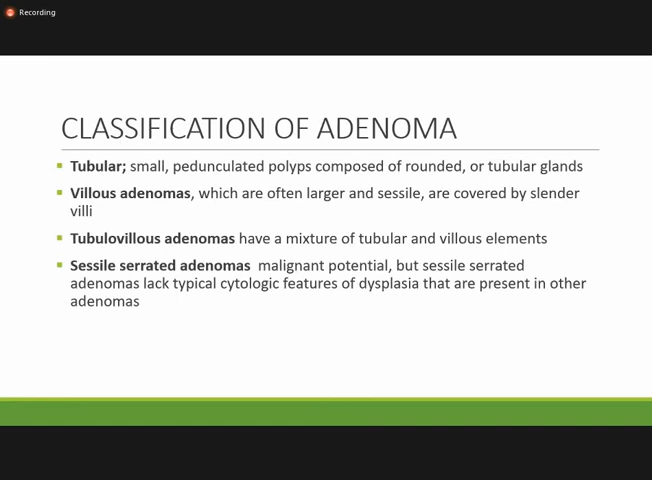 Recording
CLASSIFICATION OF ADENOMA
Tubular; small, pedunculated polyps composed of rounded, or tubular glands
Villous adenomas, which are often larger and sessile, are covered by slender
villi
Tubulovillous adenomas have a mixture of tubular and villous elements
Sessile serrated adenomas  malignant potential, but sessile serrated
adenomas lack typical cytologic features of dysplasia that are present in other
adenomas